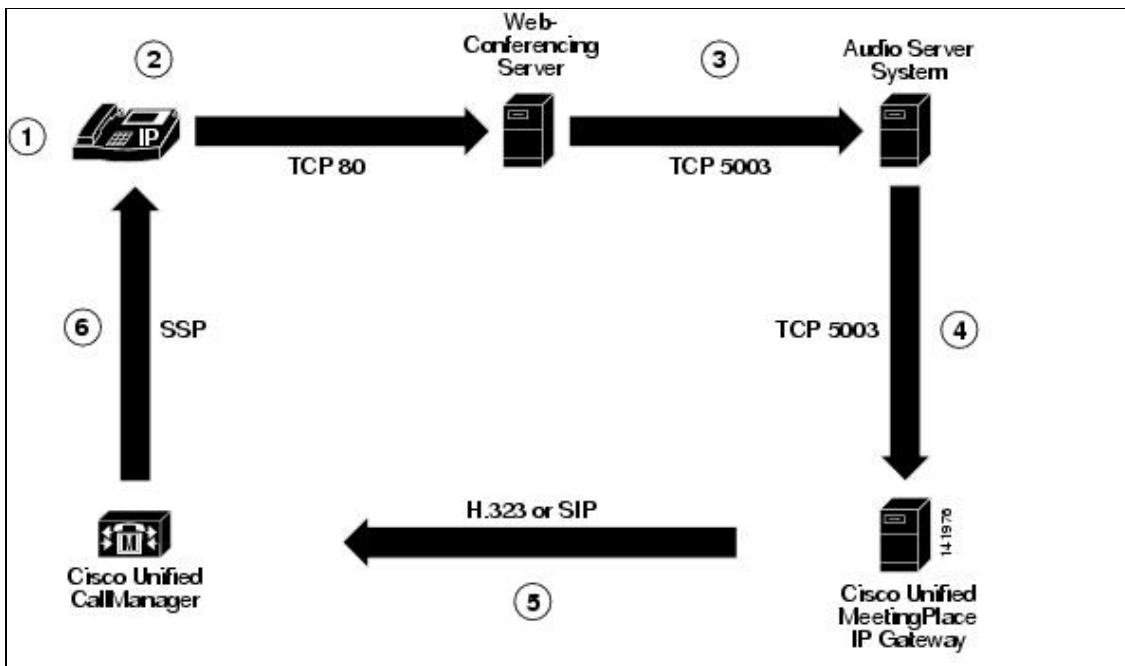 Web-
Conferencing
Server
2
3
Audio Server
System
1
IP
TCP 80
TCP 5003
6
SSP
TCP 5003
4
H.323 or SIP
M
141976
Cisco Unified
CallManager
5
Cisco Unified
MeetingPlace
IP Gateway